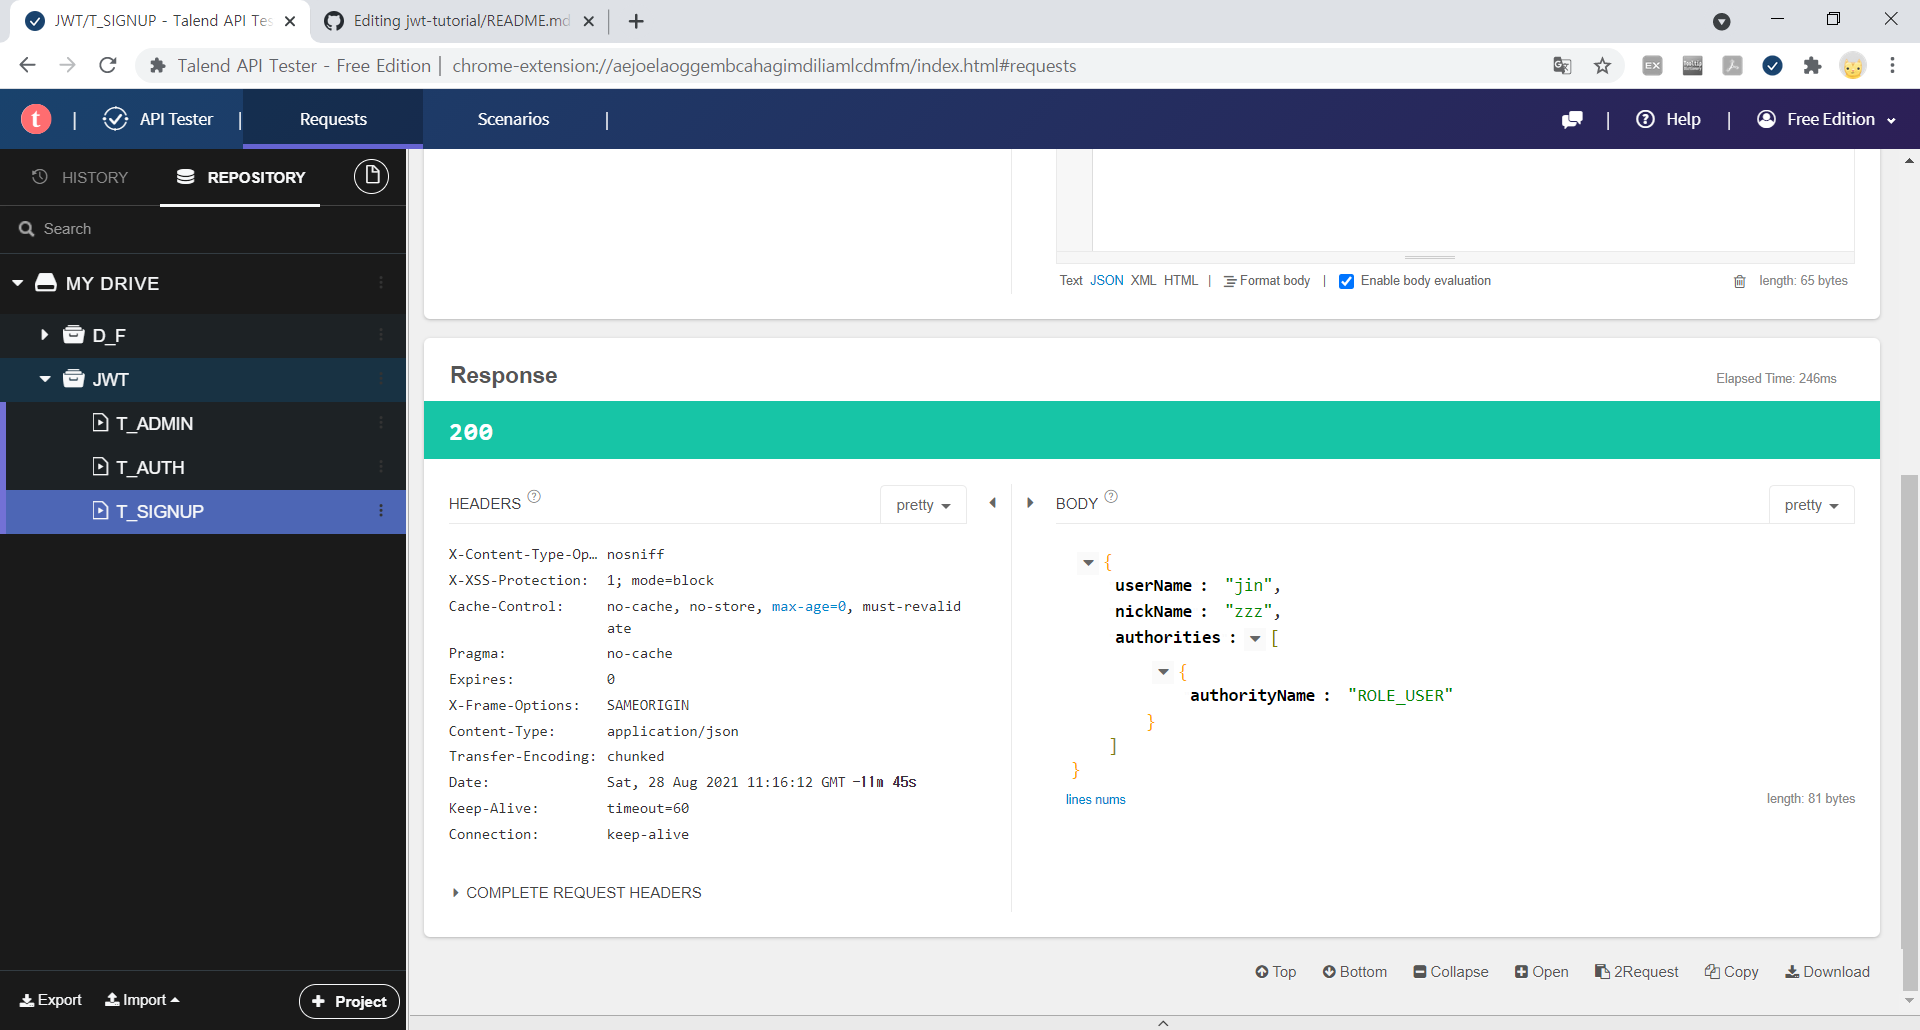 JWT/T_SIGNUP - Talend API Tes
Editing jwt-tutorial/README.md
Talend API Tester - Free Edition | chrome-extension://aejoelaoggembcahagimdiliamlcdmfm/index.html#requests
EX
t | API Tester | Requests Scenarios | | Help | Free Edition
HISTORY REPOSITORY
Search
MY DRIVE
D_F
JWT
T_ADMIN
T_AUTH
T_SIGNUP
Export Import + Project
Text JSON XML HTML | Format body | Enable body evaluation length: 65 bytes
Response
Elapsed Time: 246ms
200
HEADERS ? pretty
X-Content-Type-Op... nosniff
X-XSS-Protection: 1; mode=block
Cache-Control: no-cache, no-store, max-age=0, must-revalid
ate
Pragma: no-cache
Expires: 0
X-Frame-Options: SAMEORIGIN
Content-Type: application/json
Transfer-Encoding: chunked
Date: Sat, 28 Aug 2021 11:16:12 GMT -11m 45s
Keep-Alive: timeout=60
Connection: keep-alive
COMPLETE REQUEST HEADERS
BODY ? pretty
{
userName : "jin",
nickName : "zzz",
authorities : [
{
authorityName : "ROLE_USER"
}
]
}
lines nums length: 81 bytes
Top Bottom Collapse Open 2Request Copy Download